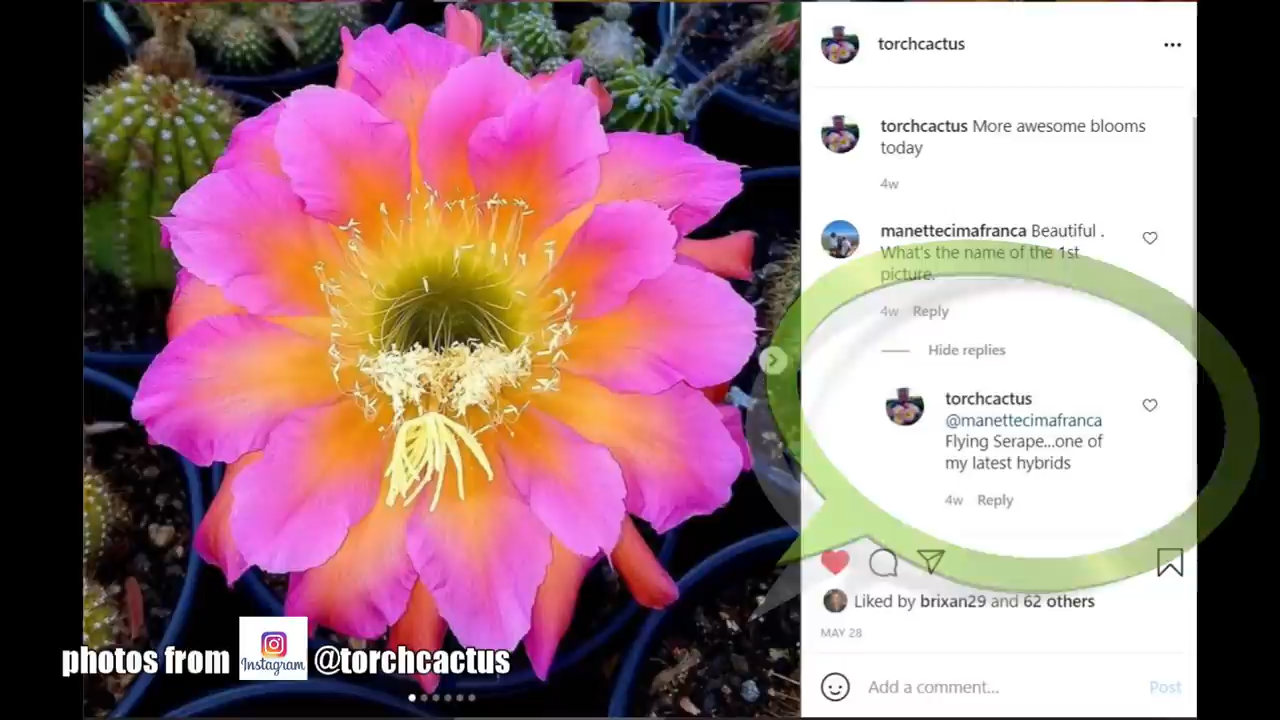 torchcactus
torchcactus More awesome blooms
today
4w
manettecimafranca Beautiful .
What's the name of the 1st
picture.
4w Reply
Hide replies
torchcactus
@manettecimafranca
Flying Serape...one of
my latest hybrids
4w Reply
Liked by brixan29 and 62 others
MAY 28
Add a comment... Post
photos from Instagram @torchcactus